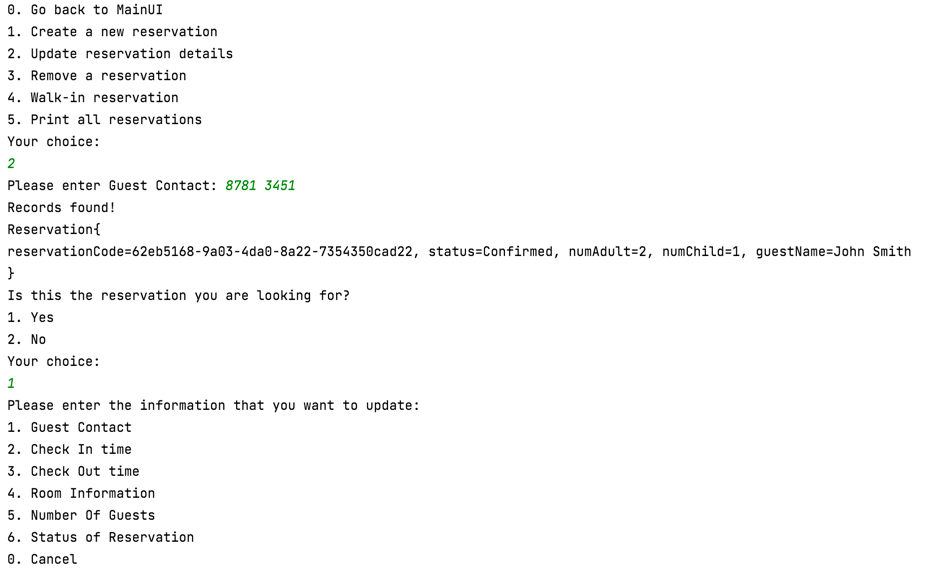 0. Go back to MainUI
1. Create a new reservation
2. Update reservation details
3. Remove a reservation
4. Walk-in reservation
5. Print all reservations
Your choice:
2
Please enter Guest Contact: 8781 3451
Records found!
Reservation{
reservationCode=62eb5168-9a03-4da0-8a22-7354350cad22, status=Confirmed, numAdult=2, numChild=1, guestName=John Smith
}
Is this the reservation you are looking for?
1. Yes
2. No
Your choice:
1
Please enter the information that you want to update:
1. Guest Contact
2. Check In time
3. Check Out time
4. Room Information
5. Number Of Guests
6. Status of Reservation
0. Cancel